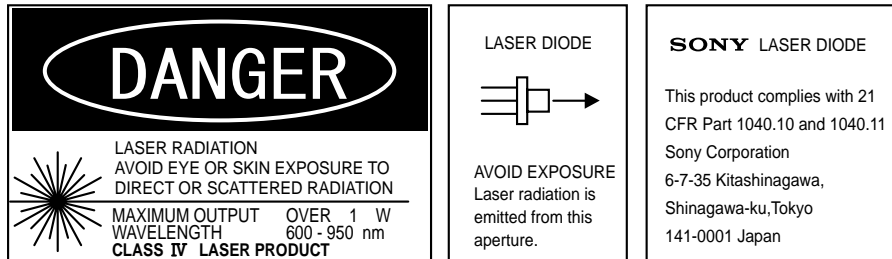 DANGER
LASER RADIATION
AVOID EYE OR SKIN EXPOSURE TO
DIRECT OR SCATTERED RADIATION
MAXIMUM OUTPUT OVER 1 W
WAVELENGTH 600 - 950 nm
CLASS Ⅳ LASER PRODUCT
LASER DIODE
AVOID EXPOSURE
Laser radiation is
emitted from this
aperture.
SONY LASER DIODE
This product complies with 21
CFR Part 1040.10 and 1040.11
Sony Corporation
6-7-35 Kitashinagawa,
Shinagawa-ku,Tokyo
141-0001 Japan